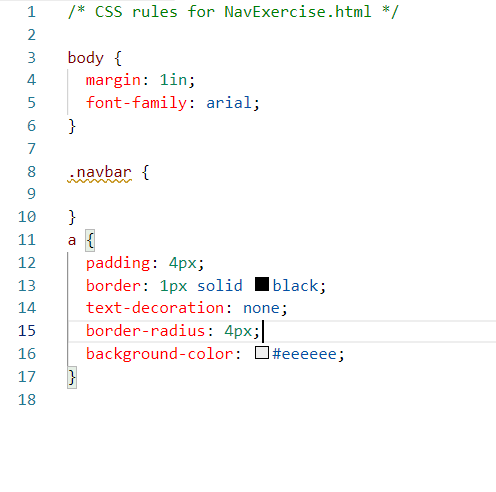 1 /* CSS rules for NavExercise.html */
2
3 body {
4 margin: 1in;
5 font-family: arial;
6 }
7
8 .navbar {
9
10 }
11 a {
12 padding: 4px;
13 border: 1px solid black;
14 text-decoration: none;
15 border-radius: 4px;
16 background-color: #eeeeee;
17 }
18